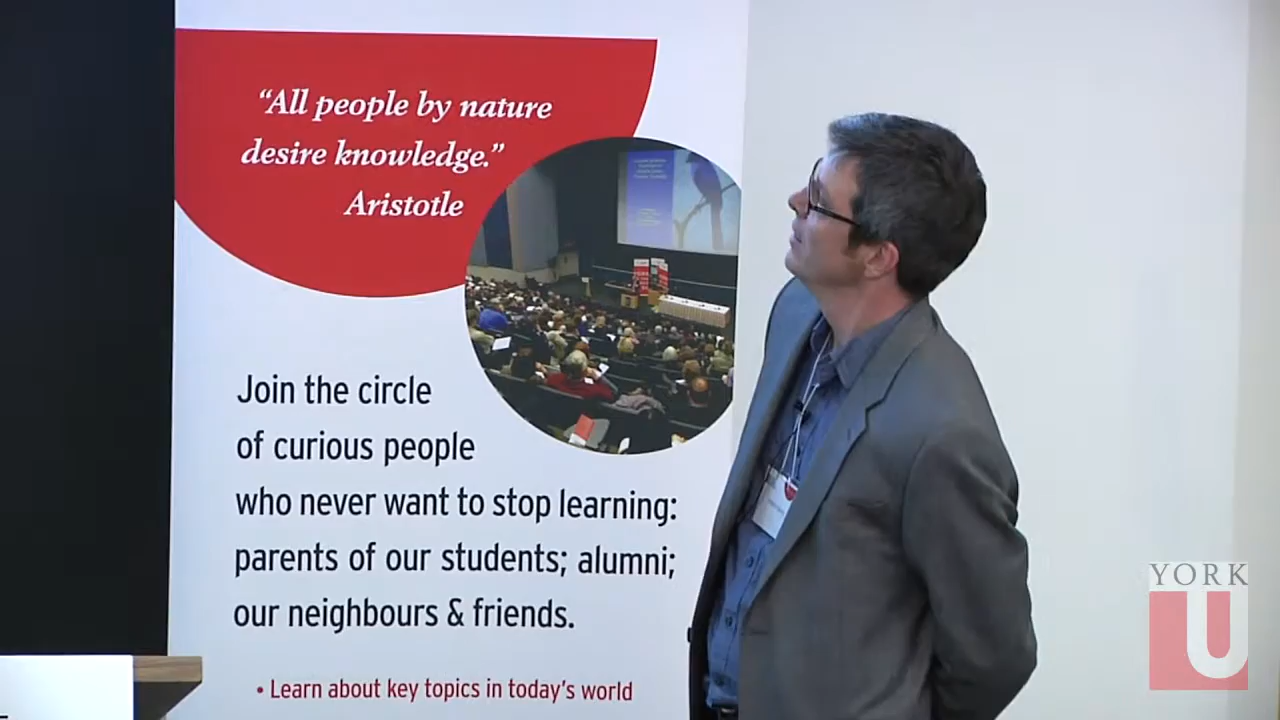 “All people by nature
desire knowledge.”
Aristotle
Join the circle
of curious people
who never want to stop learning:
parents of our students; alumni;
our neighbours & friends.
• Learn about key topics in today’s world
YORK
U